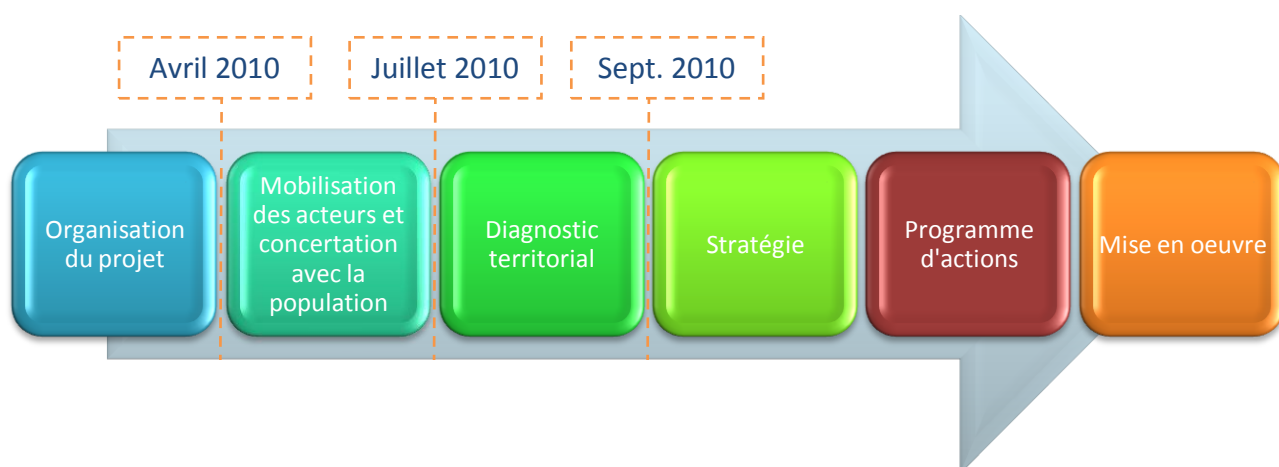 Avril 2010
Juillet 2010
Sept. 2010
Organisation
du projet
Mobilisation
des acteurs et
concertation
avec la
population
Diagnostic
territorial
Stratégie
Programme
d'actions
Mise en oeuvre